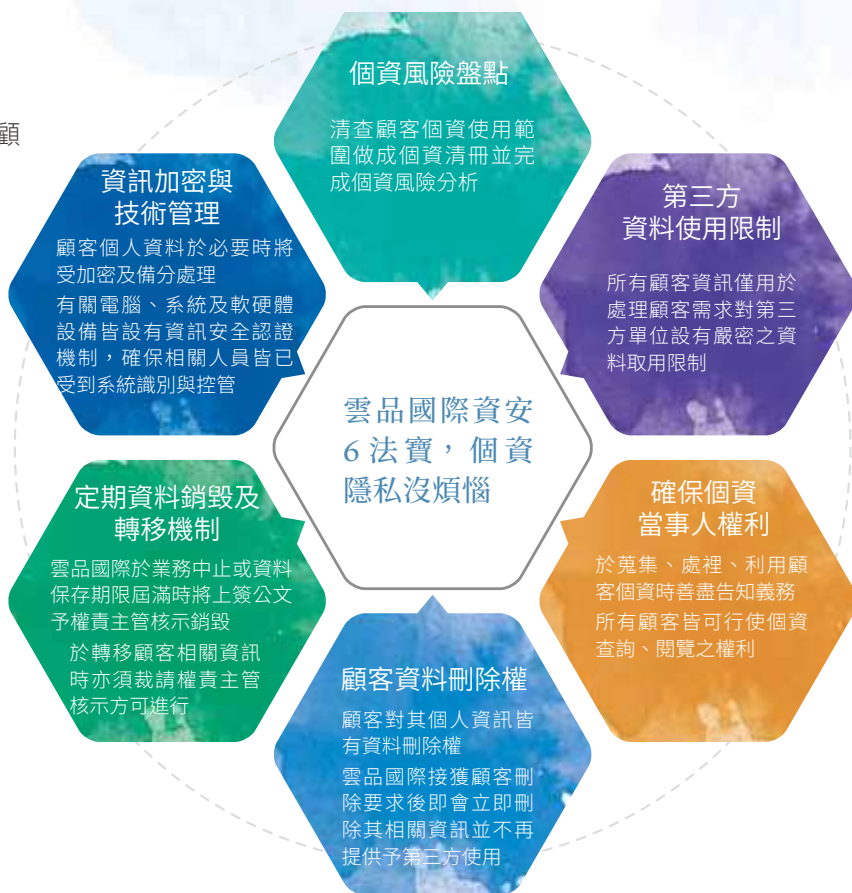 顧
個資風險盤點
清查顧客個資使用範
圍做成個資清冊並完
成個資風險分析
資訊加密與
技術管理
顧客個人資料於必要時將
受加密及備分處理
有關電腦、系統及軟硬體
設備皆設有資訊安全認證
機制，確保相關人員皆已
受到系統識別與控管
第三方
資料使用限制
所有顧客資訊僅用於
處理顧客需求對第三
方單位設有嚴密之資
料取用限制
雲品國際資安
6 法寶，個資
隱私沒煩惱
定期資料銷毀及
轉移機制
雲品國際於業務中止或資料
保存期限屆滿時將上簽公文
予權責主管核示銷毀
於轉移顧客相關資訊
時亦須裁請權責主管
核示方可進行
確保個資
當事人權利
於蒐集、處裡、利用顧
客個資時善盡告知義務
所有顧客皆可行使個資
查詢、閱覽之權利
顧客資料刪除權
顧客對其個人資訊皆
有資料刪除權
雲品國際接獲顧客刪
除要求後即會立即刪
除其相關資訊並不再
提供予第三方使用